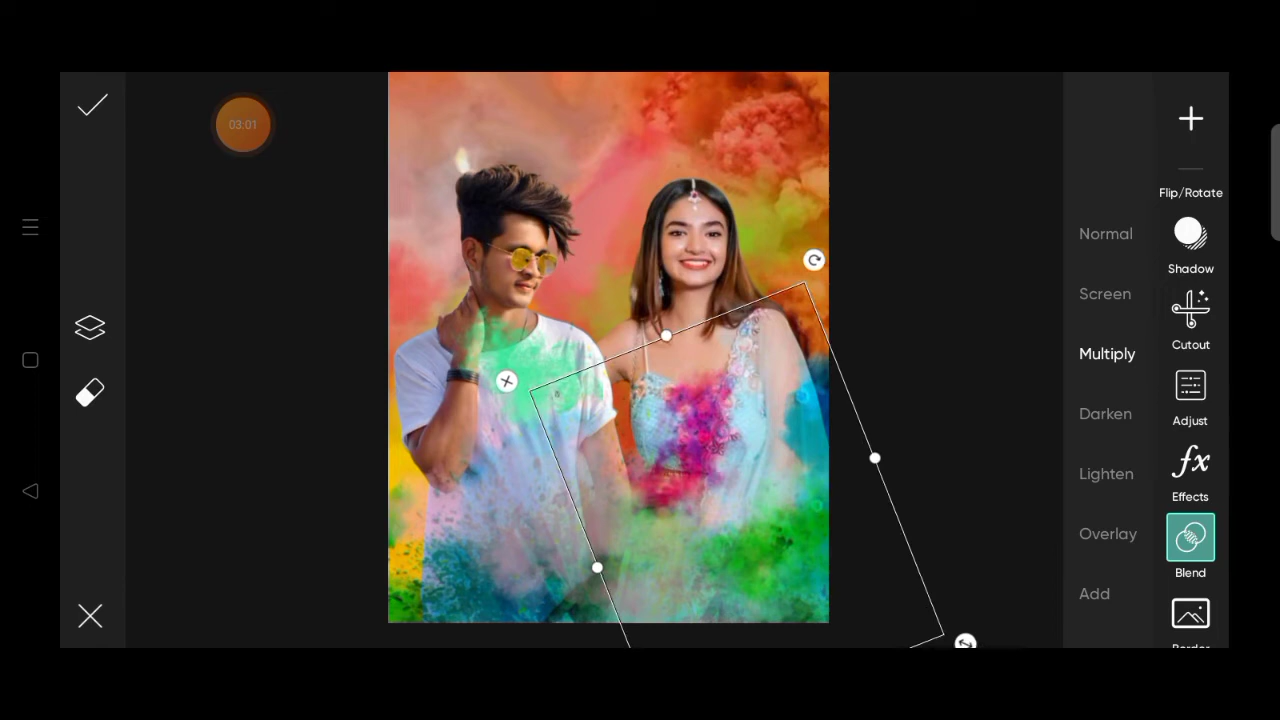 03:01
Flip/Rotate
Normal
Shadow
Screen
Cutout
Multiply
Adjust
Darken
Lighten
fx
Effects
Overlay
Blend
Add